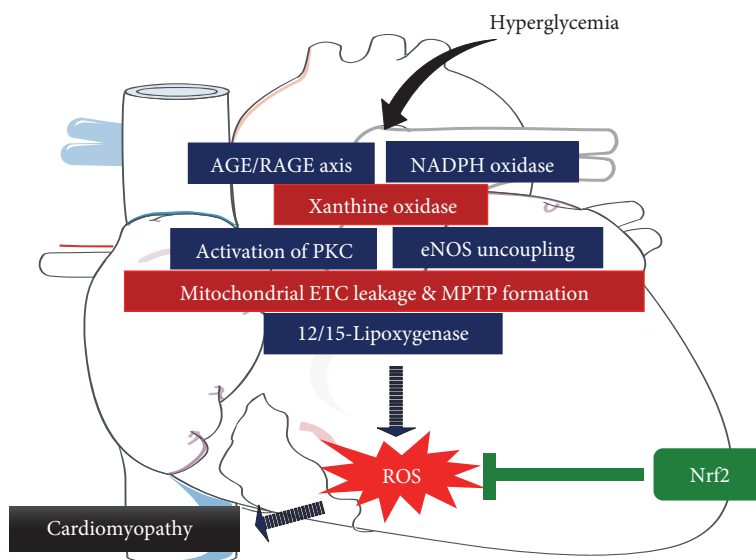 Hyperglycemia
AGE/RAGE axis
NADPH oxidase
Xanthine oxidase
Activation of PKC
eNOS uncoupling
Mitochondrial ETC leakage & MPTP formation
12/15-Lipoxygenase
ROS
Nrf2
Cardiomyopathy